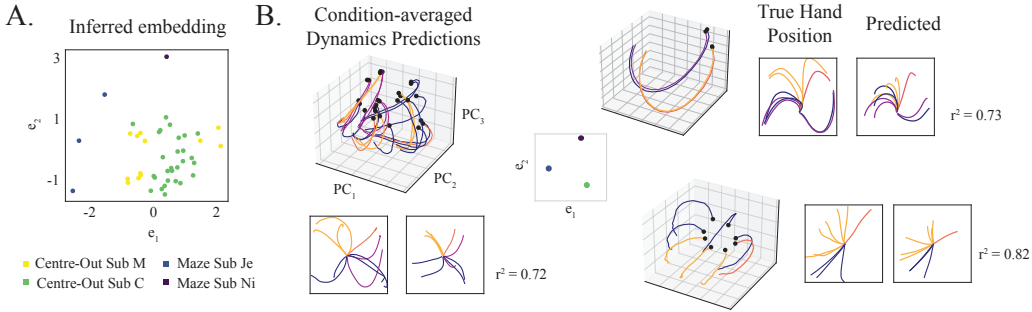 A.
Inferred embedding
3
1
-1
e2
-2
0
2
e1
Centre-Out Sub M
Centre-Out Sub C
Maze Sub Je
Maze Sub Ni
B.
Condition-averaged
Dynamics Predictions
PC1
PC2
PC3
r² = 0.72
e2
e1
True Hand
Position
Predicted
r² = 0.73
r² = 0.82